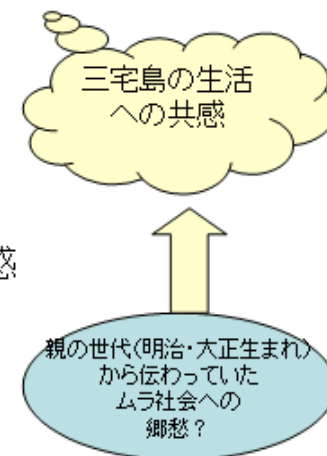 三宅島の生活
への共感
感
親の世代(明治・大正生まれ)
から伝わっていた
ムラ社会への
郷愁？